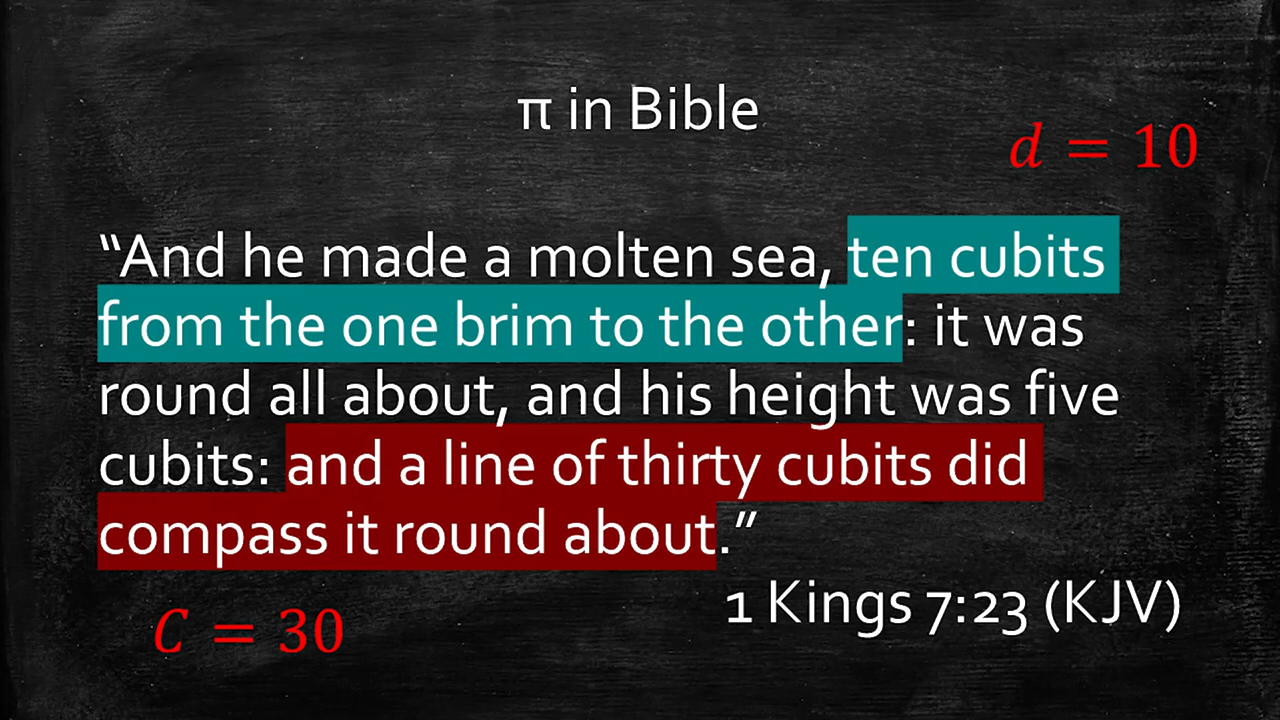 π in Bible
d = 10
“And he made a molten sea, ten cubits
from the one brim to the other: it was
round all about, and his height was five
cubits: and a line of thirty cubits did
compass it round about.”
1 Kings 7:23 (KJV)
C = 30